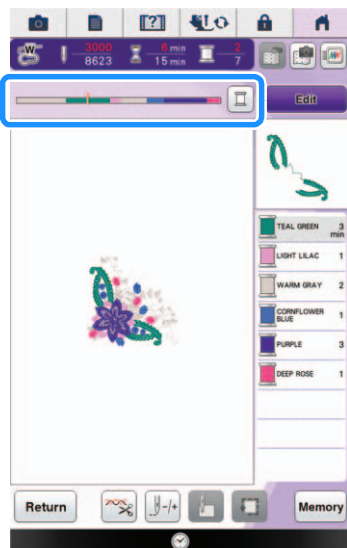 [?]
W
3000
8623
6 min
15 min
2
7
Edit
TEAL GREEN 3
min
LIGHT LILAC 1
WARM GRAY 2
CORNFLOWER
BLUE 1
PURPLE 3
DEEP ROSE 1
Return
-/+
Memory